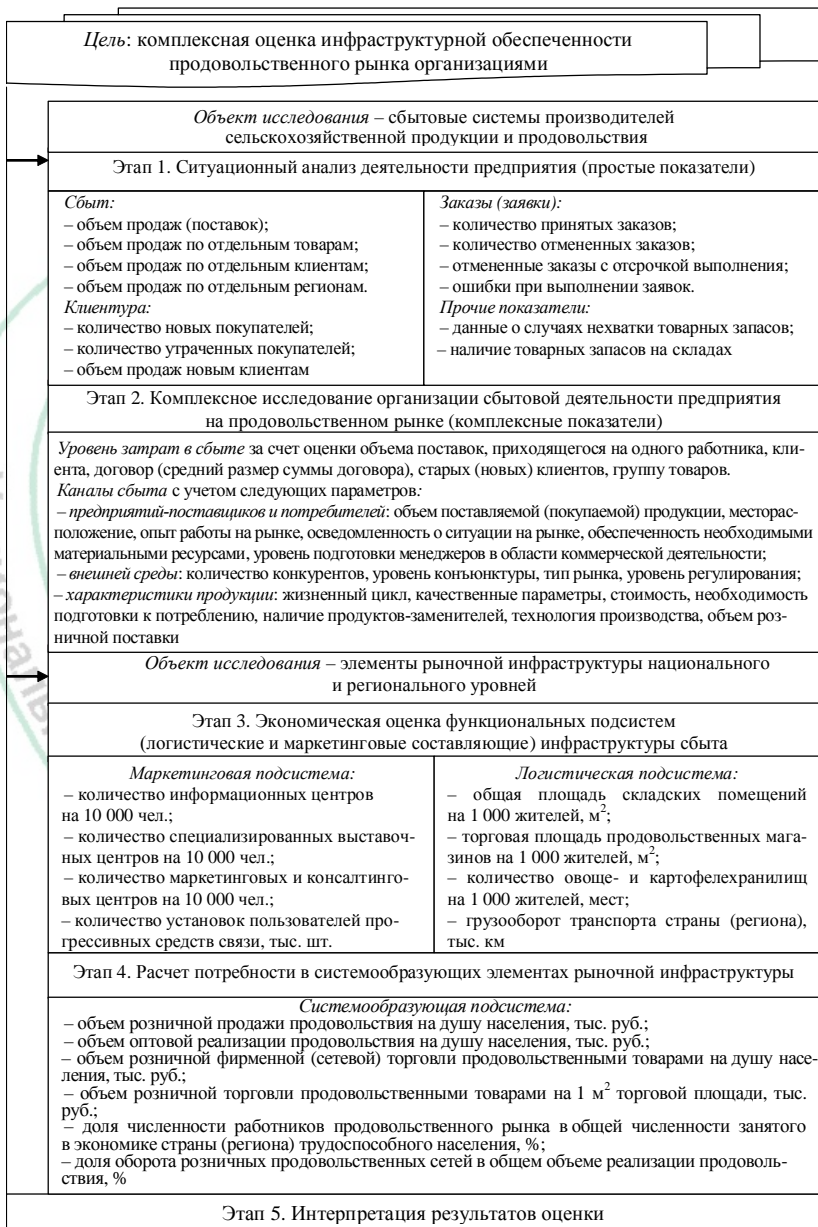 Цель: комплексная оценка инфраструктурной обеспеченности
продовольственного рынка организациями
Объект исследования – сбытовые системы производителей
сельскохозяйственной продукции и продовольствия
Этап 1. Ситуационный анализ деятельности предприятия (простые показатели)
Сбыт:
– объем продаж (поставок);
– объем продаж по отдельным товарам;
– объем продаж по отдельным клиентам;
– объем продаж по отдельным регионам.
Клиентура:
– количество новых покупателей;
– количество утраченных покупателей;
– объем продаж новым клиентам
Заказы (заявки):
– количество принятых заказов;
– количество отмененных заказов;
– отмененные заказы с отсрочкой выполнения;
– ошибки при выполнении заявок.
Прочие показатели:
– данные о случаях нехватки товарных запасов;
– наличие товарных запасов на складах
Этап 2. Комплексное исследование организации сбытовой деятельности предприятия
на продовольственном рынке (комплексные показатели)
Уровень затрат в сбыте за счет оценки объема поставок, приходящегося на одного работника, кли-
ента, договор (средний размер суммы договора), старых (новых) клиентов, группу товаров.
Каналы сбыта с учетом следующих параметров:
– предприятий-поставщиков и потребителей: объем поставляемой (покупаемой) продукции, месторас-
положение, опыт работы на рынке, осведомленность о ситуации на рынке, обеспеченность необходимыми
материальными ресурсами, уровень подготовки менеджеров в области коммерческой деятельности;
– внешней среды: количество конкурентов, уровень конъюнктуры, тип рынка, уровень регулирования;
– характеристики продукции: жизненный цикл, качественные параметры, стоимость, необходимость
подготовки к потреблению, наличие продуктов-заменителей, технология производства, объем роз-
ничной поставки
Объект исследования – элементы рыночной инфраструктуры национального
и регионального уровней
Этап 3. Экономическая оценка функциональных подсистем
(логистические и маркетинговые составляющие) инфраструктуры сбыта
Маркетинговая подсистема:
– количество информационных центров
на 10 000 чел.;
– количество специализированных выставоч-
ных центров на 10 000 чел.;
– количество маркетинговых и консалтинго-
вых центров на 10 000 чел.;
– количество установок пользователей про-
грессивных средств связи, тыс. шт.
Логистическая подсистема:
– общая площадь складских помещений
на 1 000 жителей, м²;
– торговая площадь продовольственных мага-
зинов на 1 000 жителей, м²;
– количество овоще- и картофелехранилищ
на 1 000 жителей, мест;
– грузооборот транспорта страны (региона),
тыс. км
Этап 4. Расчет потребности в системообразующих элементах рыночной инфраструктуры
Системообразующая подсистема:
– объем розничной продажи продовольствия на душу населения, тыс. руб.;
– объем оптовой реализации продовольствия на душу населения, тыс. руб.;
– объем розничной фирменной (сетевой) торговли продовольственными товарами на душу насе-
ления, тыс. руб.;
– объем розничной торговли продовольственными товарами на 1 м² торговой площади, тыс.
руб.;
– доля численности работников продовольственного рынка в общей численности занятого
в экономике страны (региона) трудоспособного населения, %;
– доля оборота розничных продовольственных сетей в общем объеме реализации продоволь-
ствия, %
Этап 5. Интерпретация результатов оценки